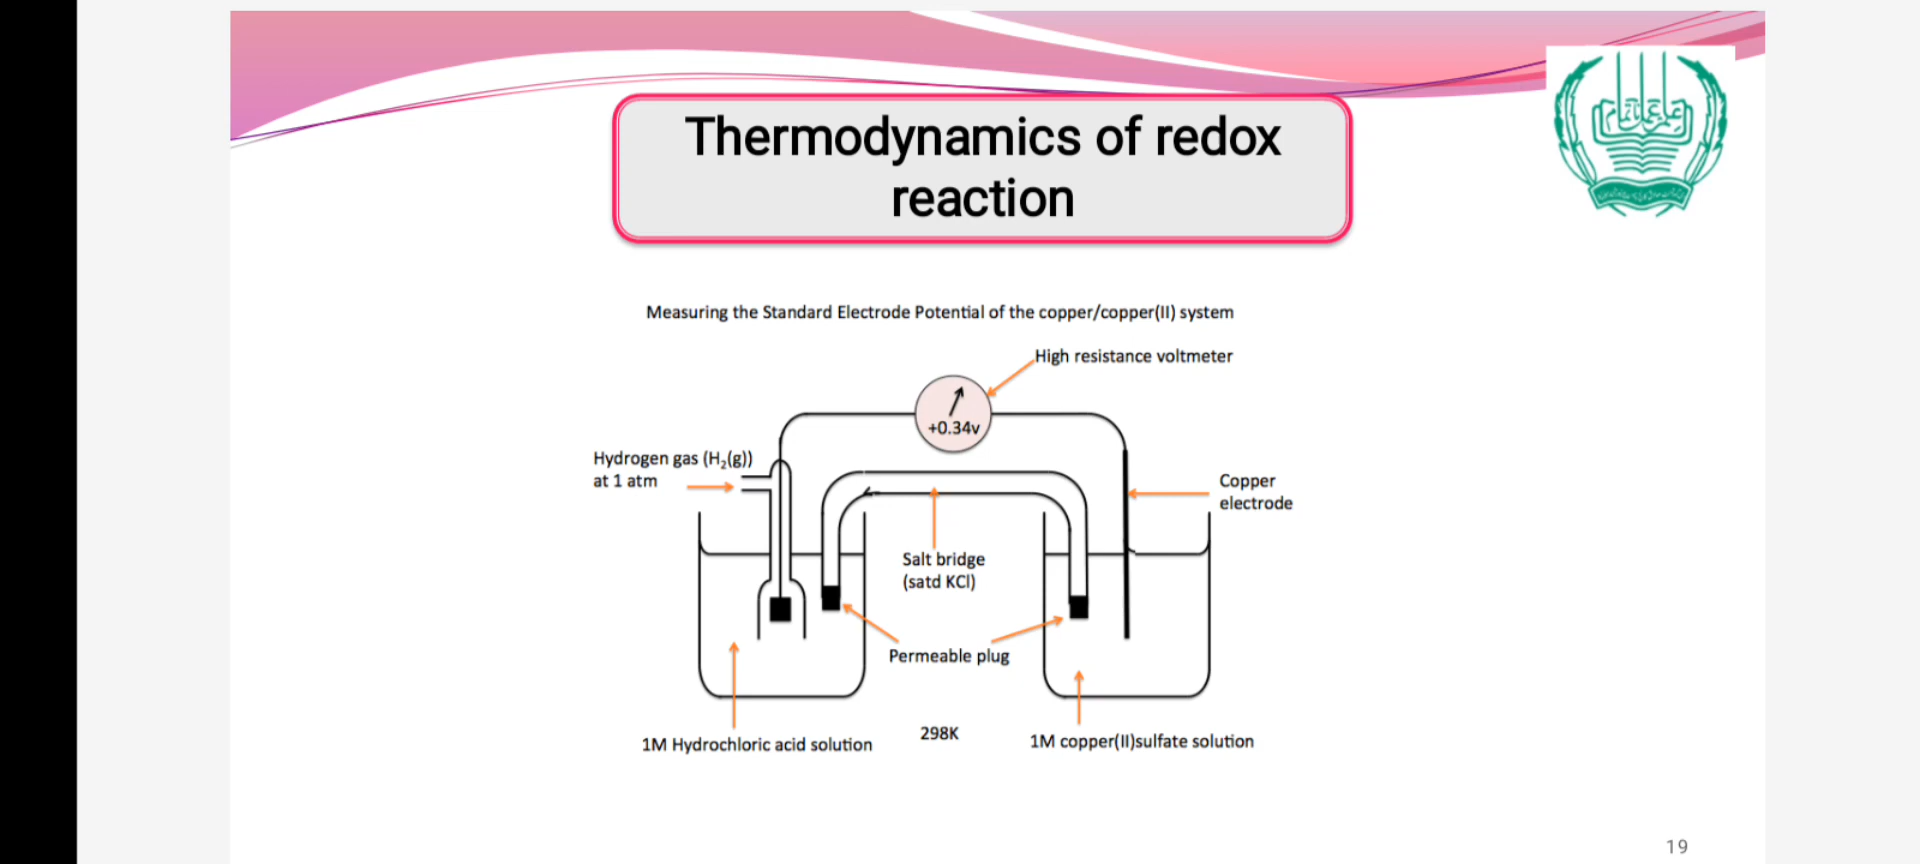 Thermodynamics of redox
reaction
Measuring the Standard Electrode Potential of the copper/copper(II) system
High resistance voltmeter
+0.34v
Hydrogen gas (H₂(g))
at 1 atm
Copper
electrode
Salt bridge
(satd KCl)
Permeable plug
298K
1M Hydrochloric acid solution
1M copper(II)sulfate solution
19